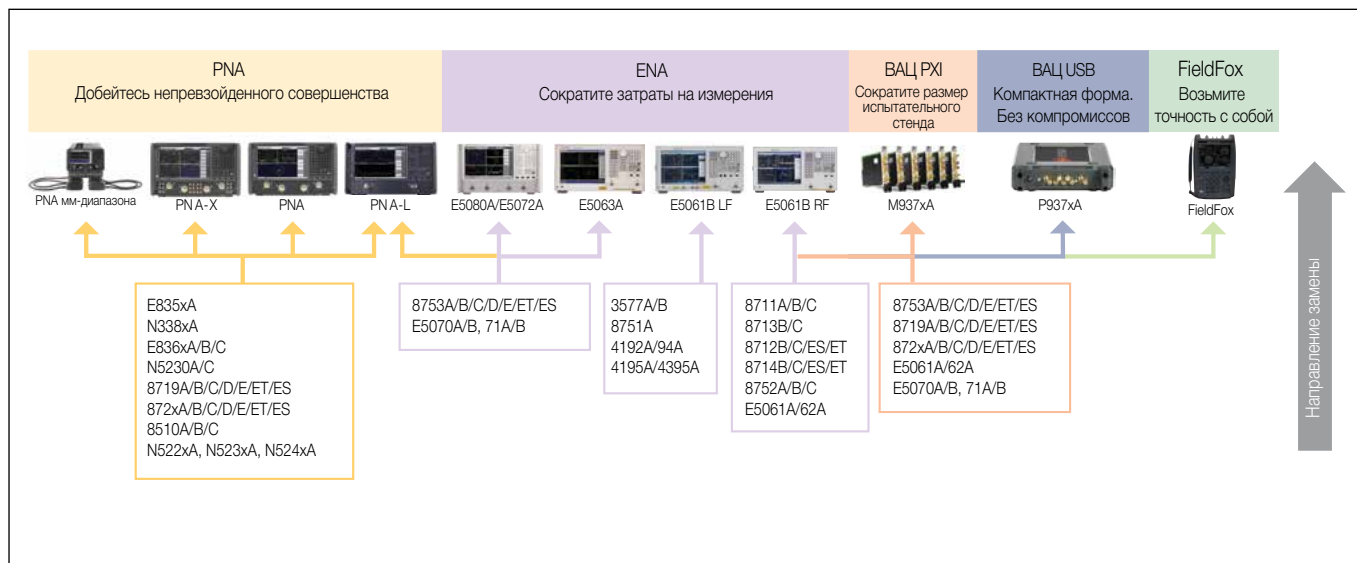 PNA
Добейтесь непревзойденного совершенства
ENA
Сократите затраты на измерения
ВАЦ PXI
Сократите размер
испытательного
стенда
ВАЦ USB
Компактная форма.
Без компромиссов
FieldFox
Возьмите
точность с собой
PNA мм-диапазона
PN A-X
PNA
PN A-L
E5080A/E5072A
E5063A
E5061B LF
E5061B RF
M937xA
P937xA
FieldFox
E835xA
N338xA
E836xA/B/C
N5230A/C
8719A/B/C/D/E/ET/ES
872xA/B/C/D/E/ET/ES
8510A/B/C
N522xA, N523xA, N524xA
8753A/B/C/D/E/ET/ES
E5070A/B, 71A/B
3577A/B
8751A
4192A/94A
4195A/4395A
8711A/B/C
8713B/C
8712B/C/ES/ET
8714B/C/ES/ET
8752A/B/C
E5061A/62A
8753A/B/C/D/E/ET/ES
8719A/B/C/D/E/ET/ES
872xA/B/C/D/E/ET/ES
E5061A/62A
E5070A/B, 71A/B
Направление замены